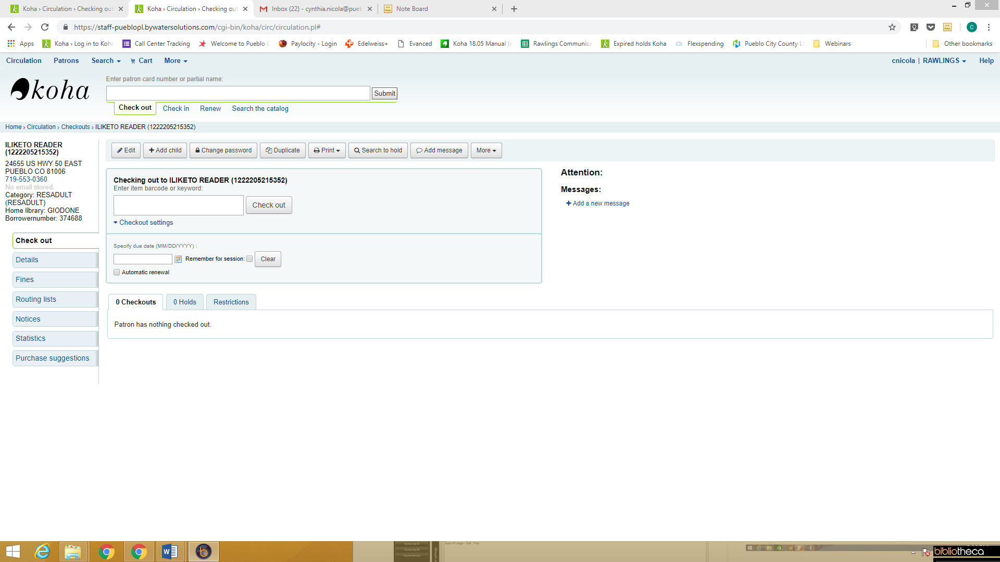 Koha › Circulation › Checking out
Koha › Circulation › Checking out
Inbox (22) - cynthia.nicola@pueb
Note Board
https://staff-pueblopl.bywatersolutions.com/cgi-bin/koha/circ/circulation.pl#
C
Apps
Koha › Log in to Koha
Call Center Tracking
Welcome to Pueblo C
Paylocity - Login
Edelweiss+
Evanced
Koha 18.05 Manual (e
Rawlings Communica
Expired holds Koha
Flexspending
Pueblo City County L
Webinars
Other bookmarks
Circulation
Patrons
Search
Cart
More
cnicola | RAWLINGS
Help
koha
Enter patron card number or partial name:
Submit
Check out
Check in
Renew
Search the catalog
Home › Circulation › Checkouts › ILIKETO READER (1222205215352)
ILIKETO READER
(1222205215352)
24655 US HWY 50 EAST
PUEBLO CO 81006
719-553-0360
No email stored.
Category: RESADULT
(RESADULT)
Home library: GIODONE
Borrowernumber: 374688
Check out
Details
Fines
Routing lists
Notices
Statistics
Purchase suggestions
Edit
Add child
Change password
Duplicate
Print
Search to hold
Add message
More
Checking out to ILIKETO READER (1222205215352)
Enter item barcode or keyword:
Check out
Checkout settings
Specify due date (MM/DD/YYYY) :
Remember for session:
Clear
Automatic renewal
Attention:
Messages:
Add a new message
0 Checkouts
0 Holds
Restrictions
Patron has nothing checked out.
Type of Usage - Sub : True
bibliotheca